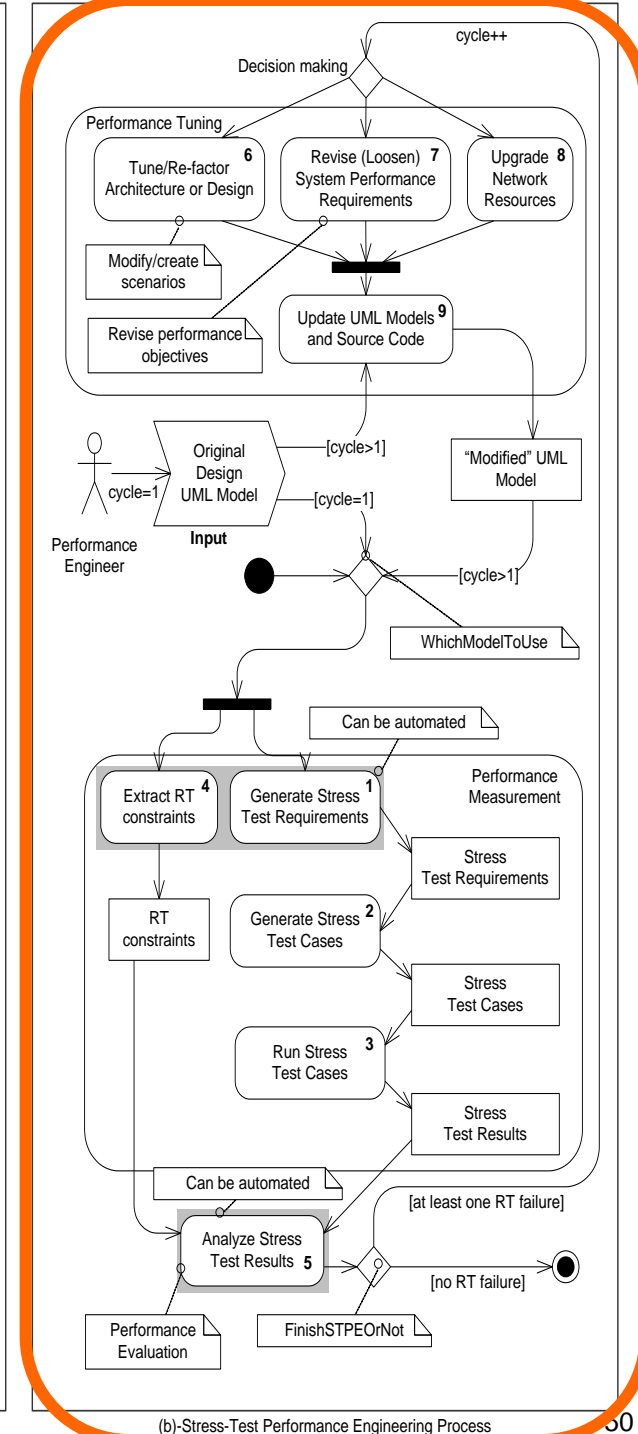 cycle++
Decision making
Performance Tuning
6
Tune/Re-factor
Architecture or Design
Revise (Loosen) 7
System Performance
Requirements
Upgrade 8
Network
Resources
Modify/create
scenarios
Revise performance
objectives
9
Update UML Models
and Source Code
Original
Design
UML Model
[cycle>1]
[cycle=1]
"Modified" UML
Model
cycle=1
Input
Performance
Engineer
[cycle>1]
WhichModelToUse
Can be automated
Performance
Measurement
4
Extract RT
constraints
1
Generate Stress
Test Requirements
Stress
Test Requirements
RT
constraints
2
Generate Stress
Test Cases
Stress
Test Cases
3
Run Stress
Test Cases
Stress
Test Results
Can be automated
[at least one RT failure]
Analyze Stress
Test Results 5
[no RT failure]
Performance
Evaluation
FinishSTPEOrNot
(b)-Stress-Test Performance Engineering Process